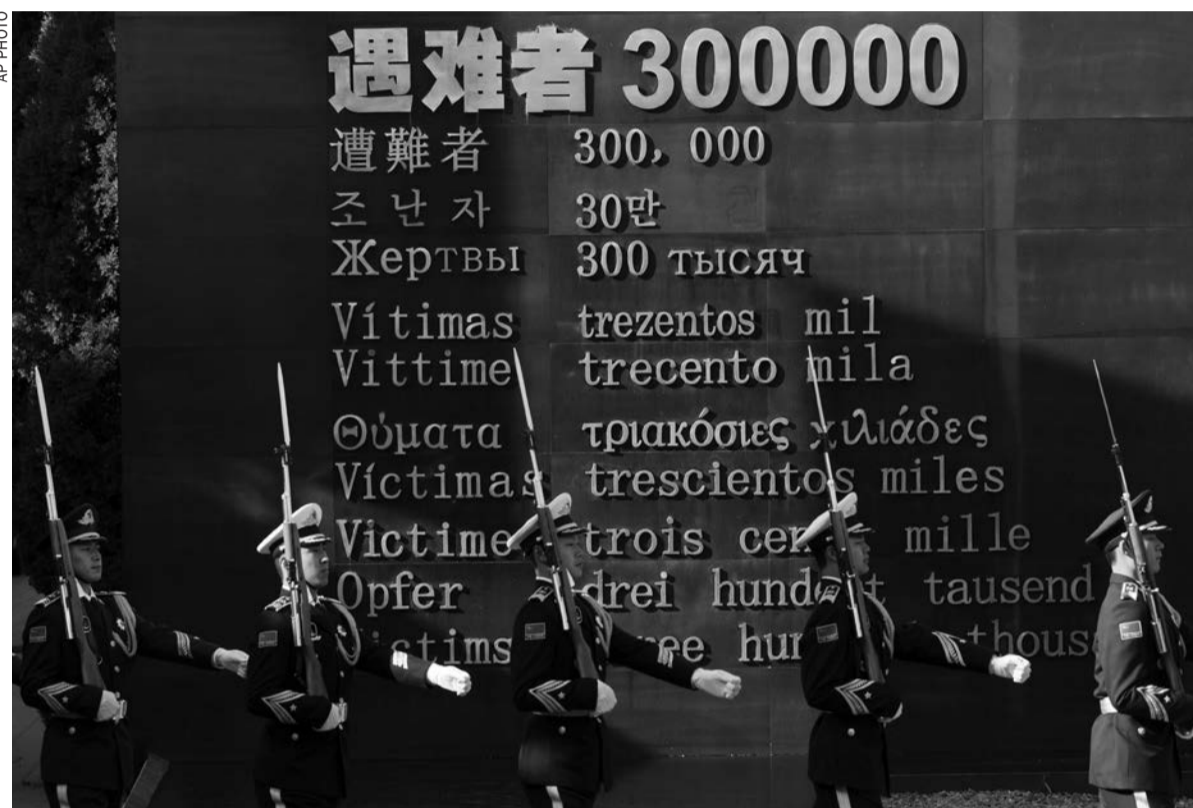 AP PHOTO
遇难者 300000
遭難者 300,000
조난자 30만
Жертвы 300 тысяч
Vítimas trezentos mil
Vittime trecento mila
Θύματα τριακόσιες χιλιάδες
Víctimas trescientos miles
Victime trois mille
Opfer drei tausend